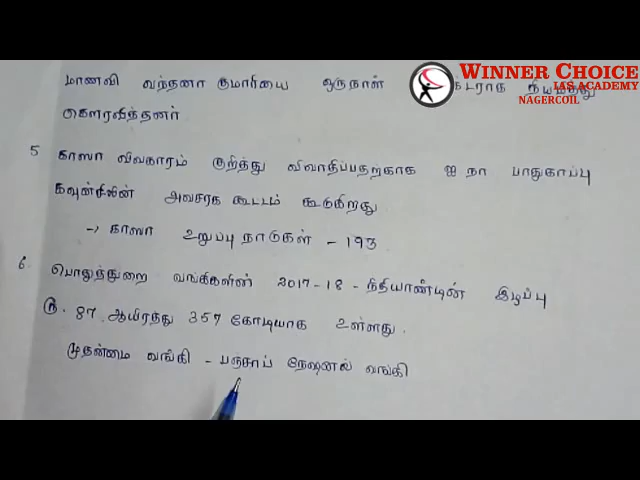 மாணவி வந்தனா குமாரியை ஒருநாள் க்டராக நியமித்து
WINNER CHOICE
IAS ACADEMY
NAGERCOIL
கௌரவித்தனர்
5 காஸா விவகாரம் குறித்து விவாதிப்பதற்காக ஐ நா பாதுகாப்பு
கவுன்சிலின் அவசரக கூட்டம் கூடுகிறது
-> காஸா உறுப்பு நாடுகள் - 193
6. பொதுத்துறை வங்கிகளின் 2017-18 - நிதியாண்டின் இழப்பு
ரூ. 87 ஆயிரத்து 357 கோடியாக உள்ளது.
முதன்மை வங்கி - பஞ்சாப் நேஷனல் வங்கி